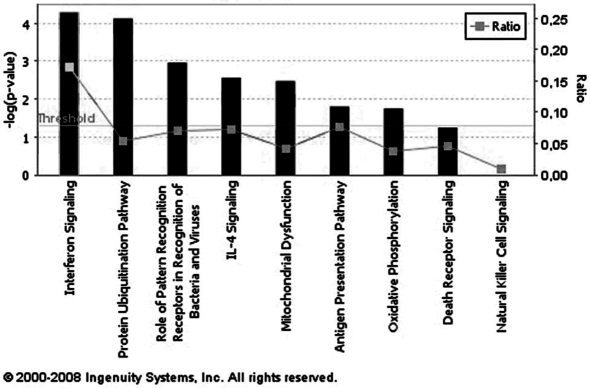 4
3
2
1
0
-log(p-value)
Threshold
Ratio
0,25
0,20
0,15
0,10
0,05
0,00
Ratio
Interferon Signaling
Protein Ubiquitination Pathway
Role of Pattern Recognition
Receptors in Recognition of
Bacteria and Viruses
IL-4 Signaling
Mitochondrial Dysfunction
Antigen Presentation Pathway
Oxidative Phosphorylation
Death Receptor Signaling
Natural Killer Cell Signaling
© 2000-2008 Ingenuity Systems, Inc. All rights reserved.